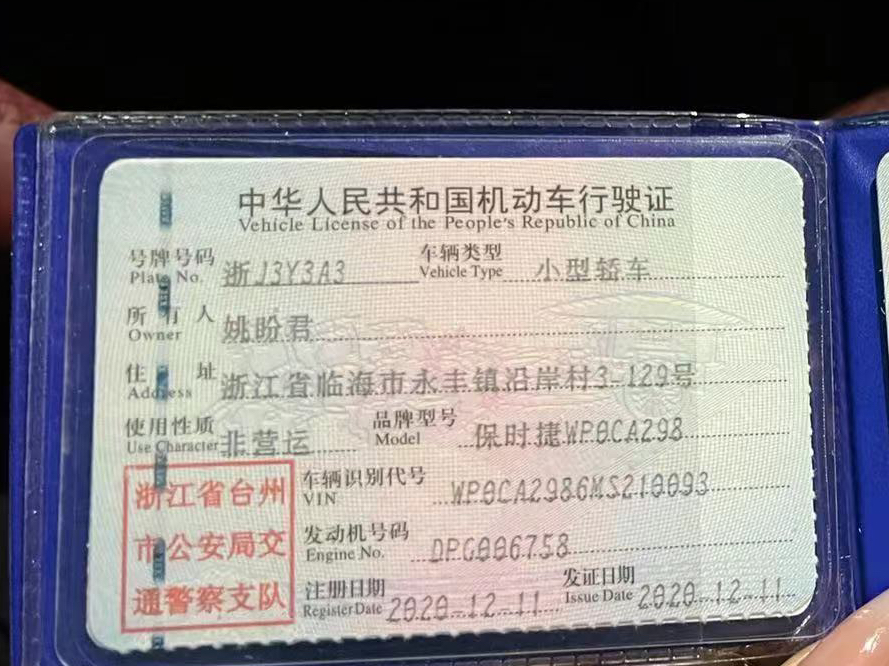 中华人民共和国机动车行驶证
Vehicle License of the People's Republic of China
号牌号码 浙J3Y3A3 车辆类型 小型轿车
Plate No. Vehicle Type
所有人 姚盼君
Owner
住址 浙江省临海市永丰镇沿岸村3-129号
Address
使用性质 非营运 品牌型号 保时捷WP0CA298
Use Character Model
浙江省台州 车辆识别代号 WP0CA2986MS210093
VIN
市公安局交 发动机号码 DPC006758
Engine No.
通警察支队 注册日期 2020-12-11 发证日期 2020-12-11
Register Date Issue Date